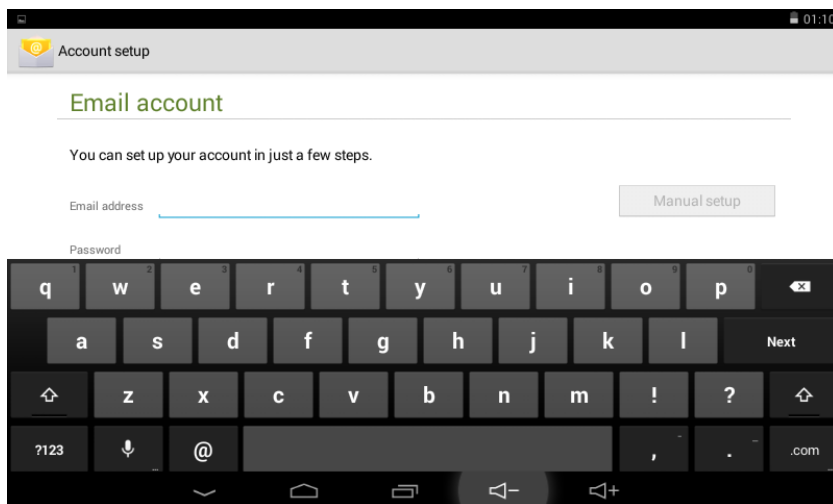 01:10
Account setup
Email account
You can set up your account in just a few steps.
Email address
Manual setup
Password
1 2 3 4 5 6 7 8 9 0
q w e r t y u i o p
a s d f g h j k l Next
z x c v b n m ! ?
?123 @ , . .com